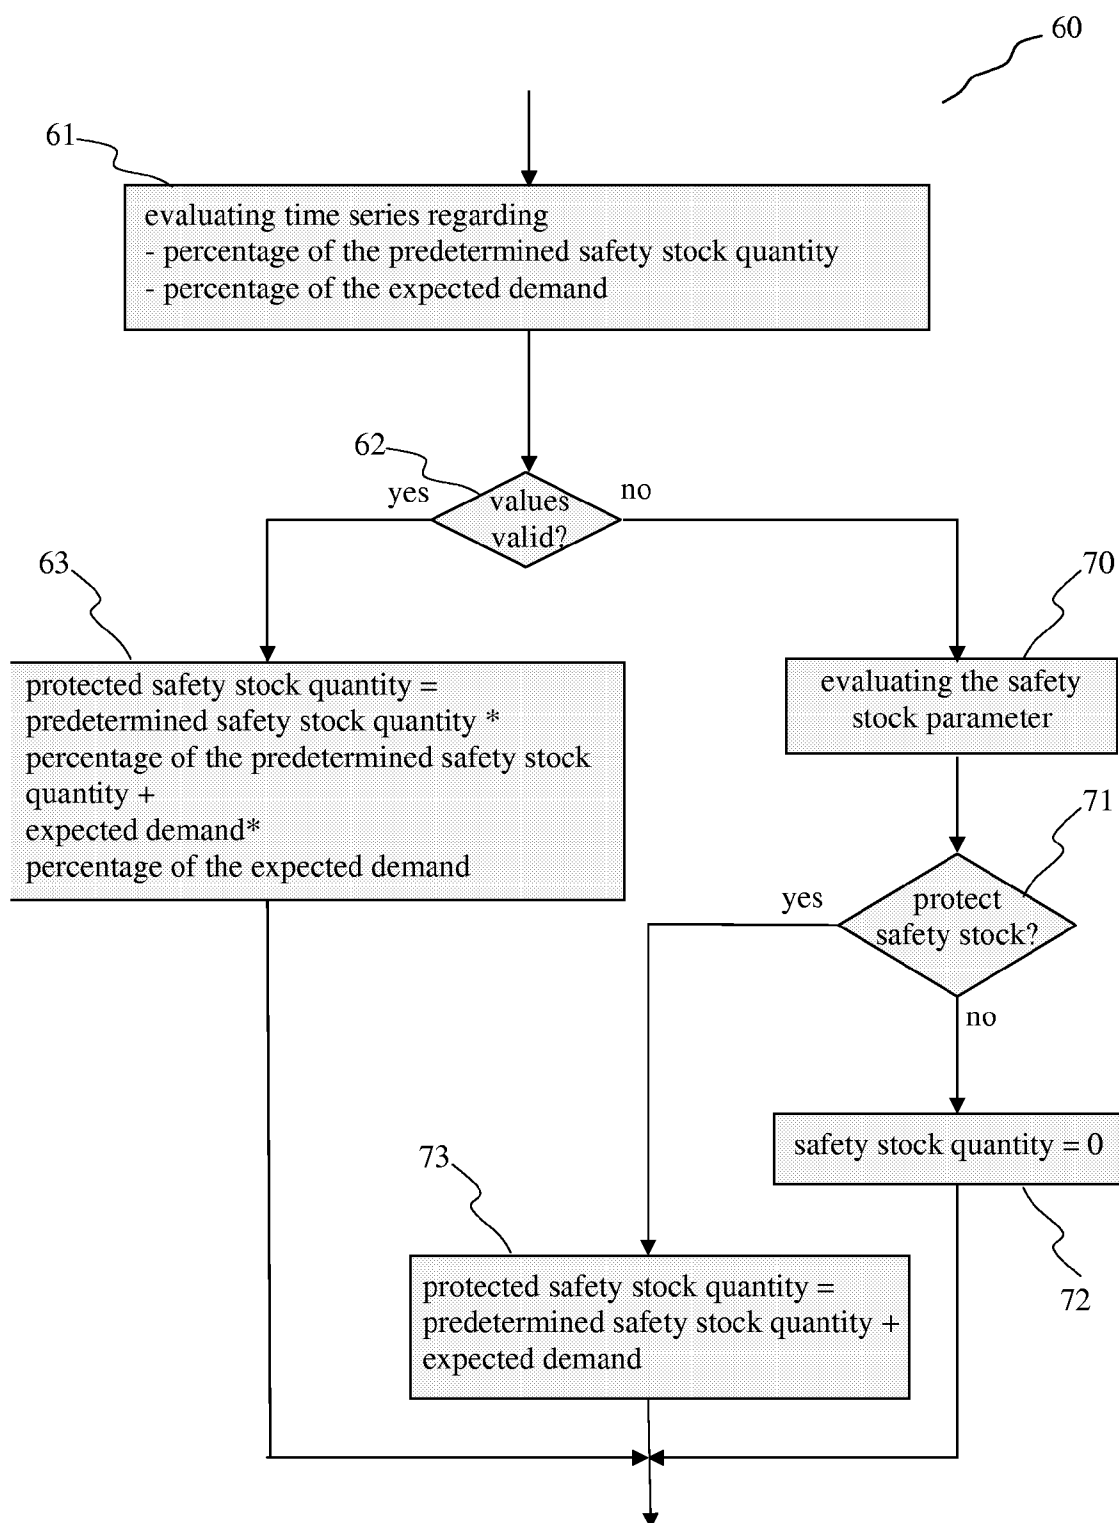 60
61
evaluating time series regarding
- percentage of the predetermined safety stock quantity
- percentage of the expected demand
62
yes
no
values
valid?
63
70
protected safety stock quantity =
predetermined safety stock quantity *
percentage of the predetermined safety stock
quantity +
expected demand*
percentage of the expected demand
evaluating the safety
stock parameter
71
yes
protect
safety stock?
no
safety stock quantity = 0
73
72
protected safety stock quantity =
predetermined safety stock quantity +
expected demand